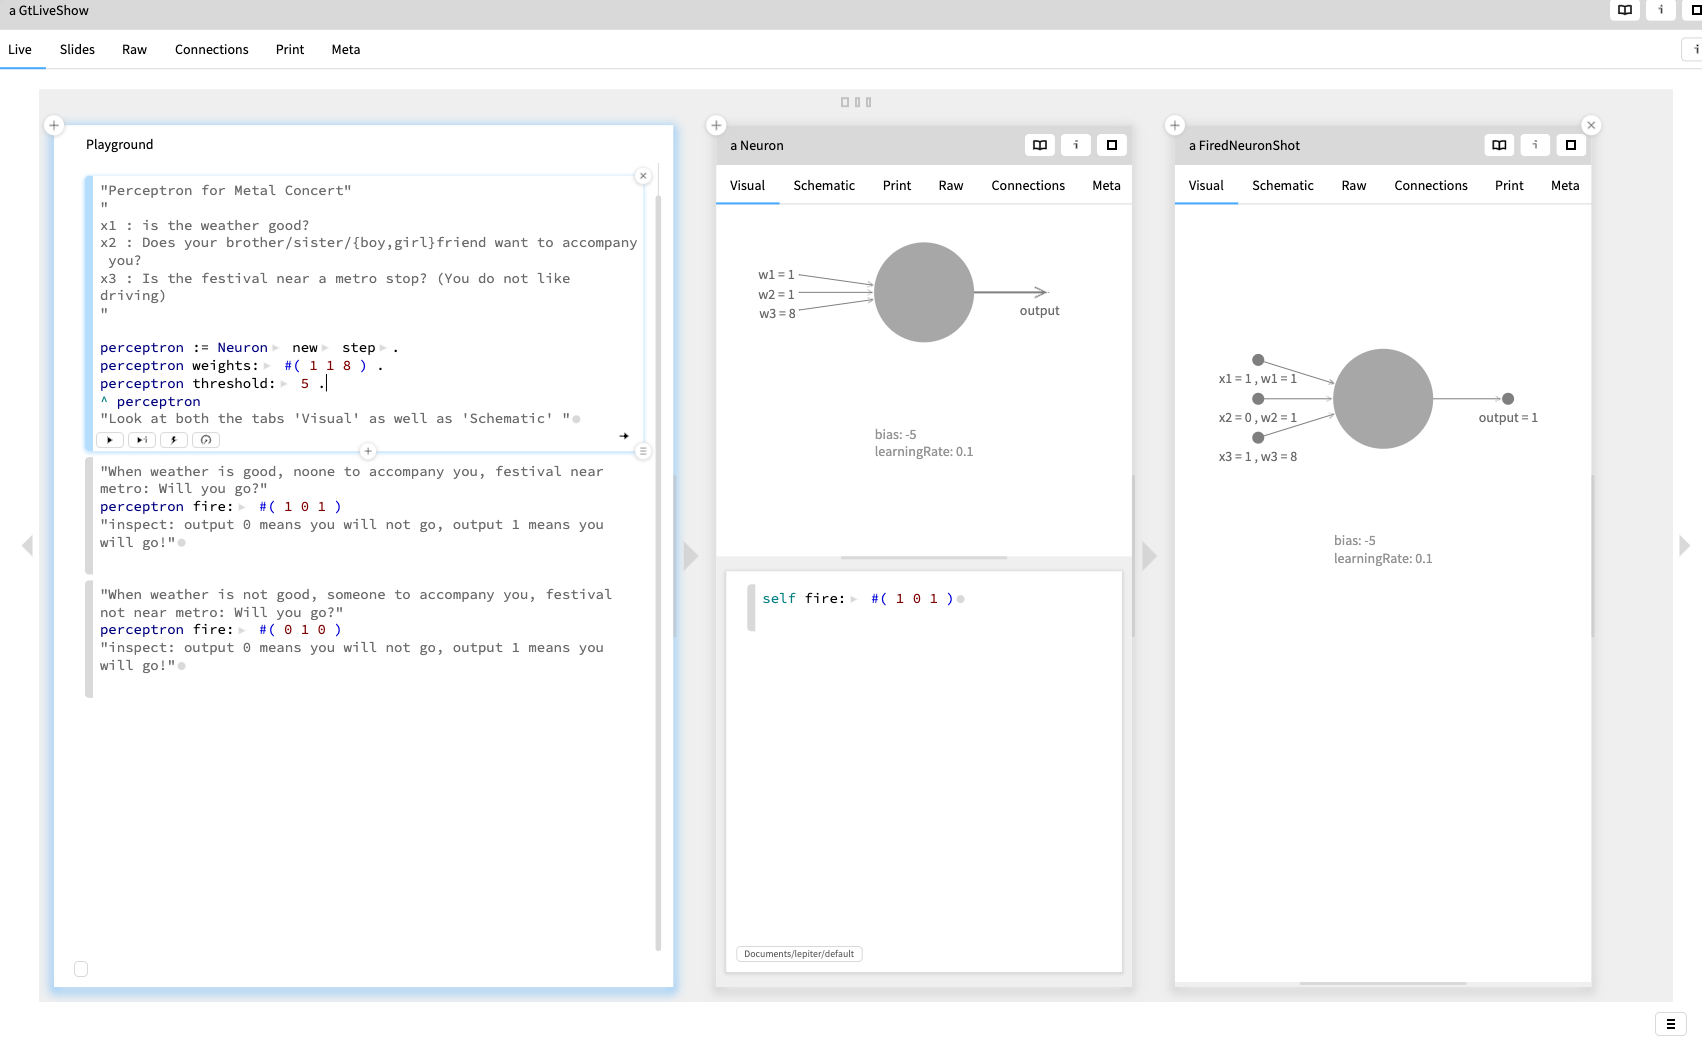 a GtLiveShow
Live Slides Raw Connections Print Meta
Playground
"Perceptron for Metal Concert"
"
x1 : is the weather good?
x2 : Does your brother/sister/{boy,girl}friend want to accompany
you?
x3 : Is the festival near a metro stop? (You do not like
driving)
"
perceptron := Neuron new step .
perceptron weights: #( 1 1 8 ) .
perceptron threshold: 5 .
^ perceptron
"Look at both the tabs 'Visual' as well as 'Schematic' "
"When weather is good, noone to accompany you, festival near
metro: Will you go?"
perceptron fire: #( 1 0 1 )
"inspect: output 0 means you will not go, output 1 means you
will go!"
"When weather is not good, someone to accompany you, festival
not near metro: Will you go?"
perceptron fire: #( 0 1 0 )
"inspect: output 0 means you will not go, output 1 means you
will go!"
a Neuron
Visual Schematic Print Raw Connections Meta
w1 = 1
w2 = 1
w3 = 8
output
bias: -5
learningRate: 0.1
self fire: #( 1 0 1 )
Documents/lepiter/default
a FiredNeuronShot
Visual Schematic Raw Connections Print Meta
x1 = 1 , w1 = 1
x2 = 0 , w2 = 1
x3 = 1 , w3 = 8
output = 1
bias: -5
learningRate: 0.1